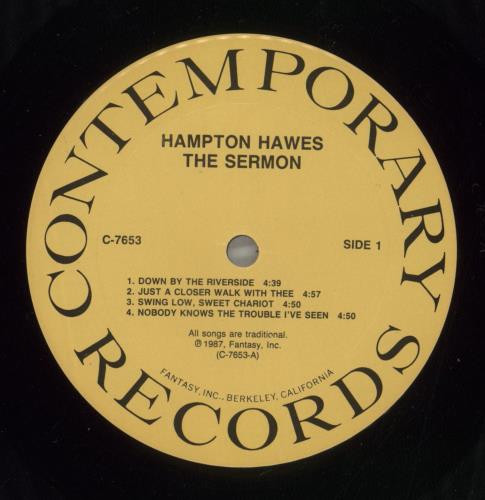 CONTEMPORARY RECORDS
HAMPTON HAWES
THE SERMON
C-7653
SIDE 1
1. DOWN BY THE RIVERSIDE 4:39
2. JUST A CLOSER WALK WITH THEE 4:57
3. SWING LOW, SWEET CHARIOT 4:50
4. NOBODY KNOWS THE TROUBLE I'VE SEEN 4:50
All songs are traditional.
℗ 1987, Fantasy, Inc.
(C-7653-A)
FANTASY, INC., BERKELEY, CALIFORNIA